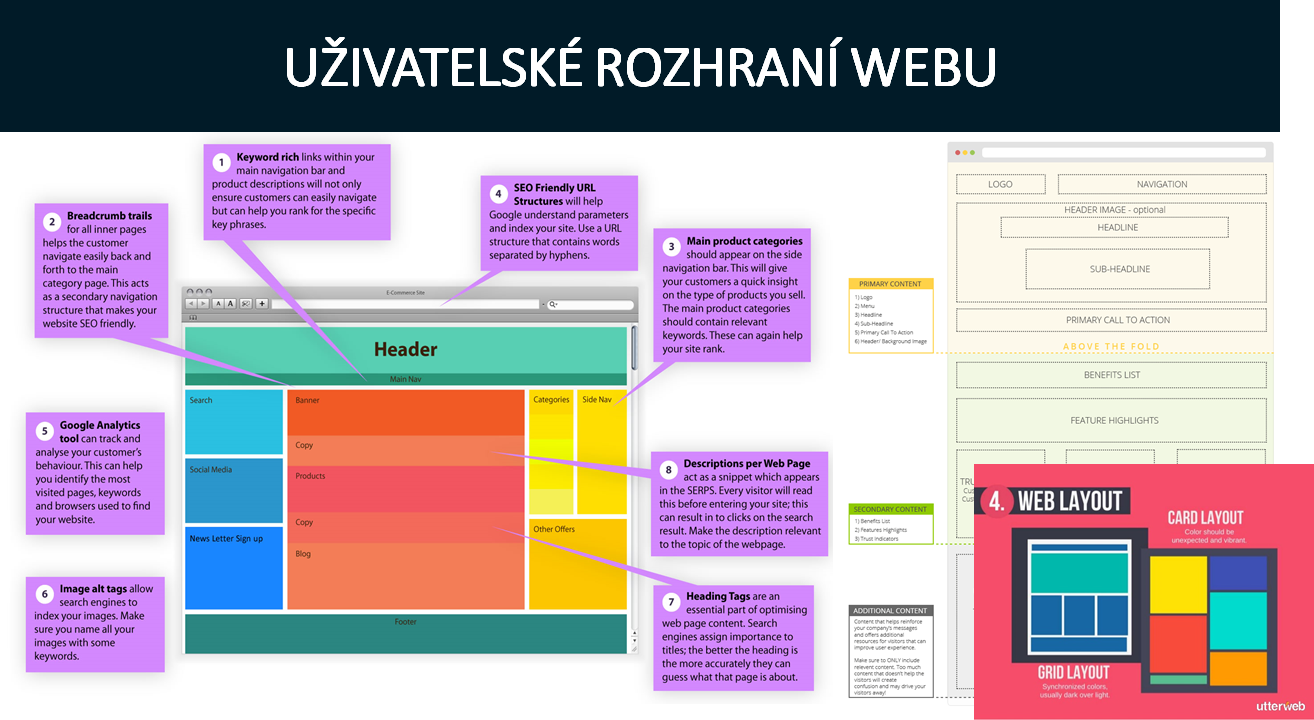 UŽIVATELSKÉ ROZHRANÍ WEBU
1 Keyword rich links within your
main navigation bar and
product descriptions will not only
ensure customers can easily navigate
but can help you rank for the specific
key phrases.
2 Breadcrumb trails
for all inner pages
helps the customer
navigate easily back and
forth to the main
category page. This acts
as a secondary navigation
structure that makes your
website SEO friendly.
4 SEO Friendly URL
Structures will help
Google understand parameters
and index your site. Use a URL
structure that contains words
separated by hyphens.
3 Main product categories
should appear on the side
navigation bar. This will give
your customers a quick insight
on the type of products you sell.
The main product categories
should contain relevant
keywords. These can again help
your site rank.
5 Google Analytics
tool can track and
analyse your customer's
behaviour. This can help
you identify the most
visited pages, keywords
and browsers used to find
your website.
6 Image alt tags allow
search engines to
index your images. Make
sure you name all your
images with some
keywords.
E-Commerce Site
A A
Header
Main Nav
Search
Social Media
News Letter Sign up
Banner
Copy
Products
Copy
Blog
Categories
Side Nav
Other Offers
Footer
8 Descriptions per Web Page
act as a snippet which appears
in the SERPS. Every visitor will read
this before entering your site; this
can result in to clicks on the search
result. Make the description relevant
to the topic of the webpage.
7 Heading Tags are an
essential part of optimising
web page content. Search
engines assign importance to
titles; the better the heading is
the more accurately they can
guess what that page is about.
PRIMARY CONTENT
1) Logo
2) Menu
3) Headline
4) Sub-Headline
5) Primary Call To Action
6) Header/ Background Image
SECONDARY CONTENT
1) Benefits List
2) Features Highlights
3) Trust Indicators
ADDITIONAL CONTENT
Content that helps reinforce
your company's messages
and offers additional
resources for visitors that can
improve user experience.
Make sure to ONLY include
relevent content. Too much
content that doesn't help the
visitors will create
confusion and may drive your
visitors away!
LOGO
NAVIGATION
HEADER IMAGE - optional
HEADLINE
SUB-HEADLINE
PRIMARY CALL TO ACTION
ABOVE THE FOLD
BENEFITS LIST
FEATURE HIGHLIGHTS
4. WEB LAYOUT
CARD LAYOUT
Color should be
unexpected and vibrant.
GRID LAYOUT
Synchronized colors,
usually dark over light.
utterweb